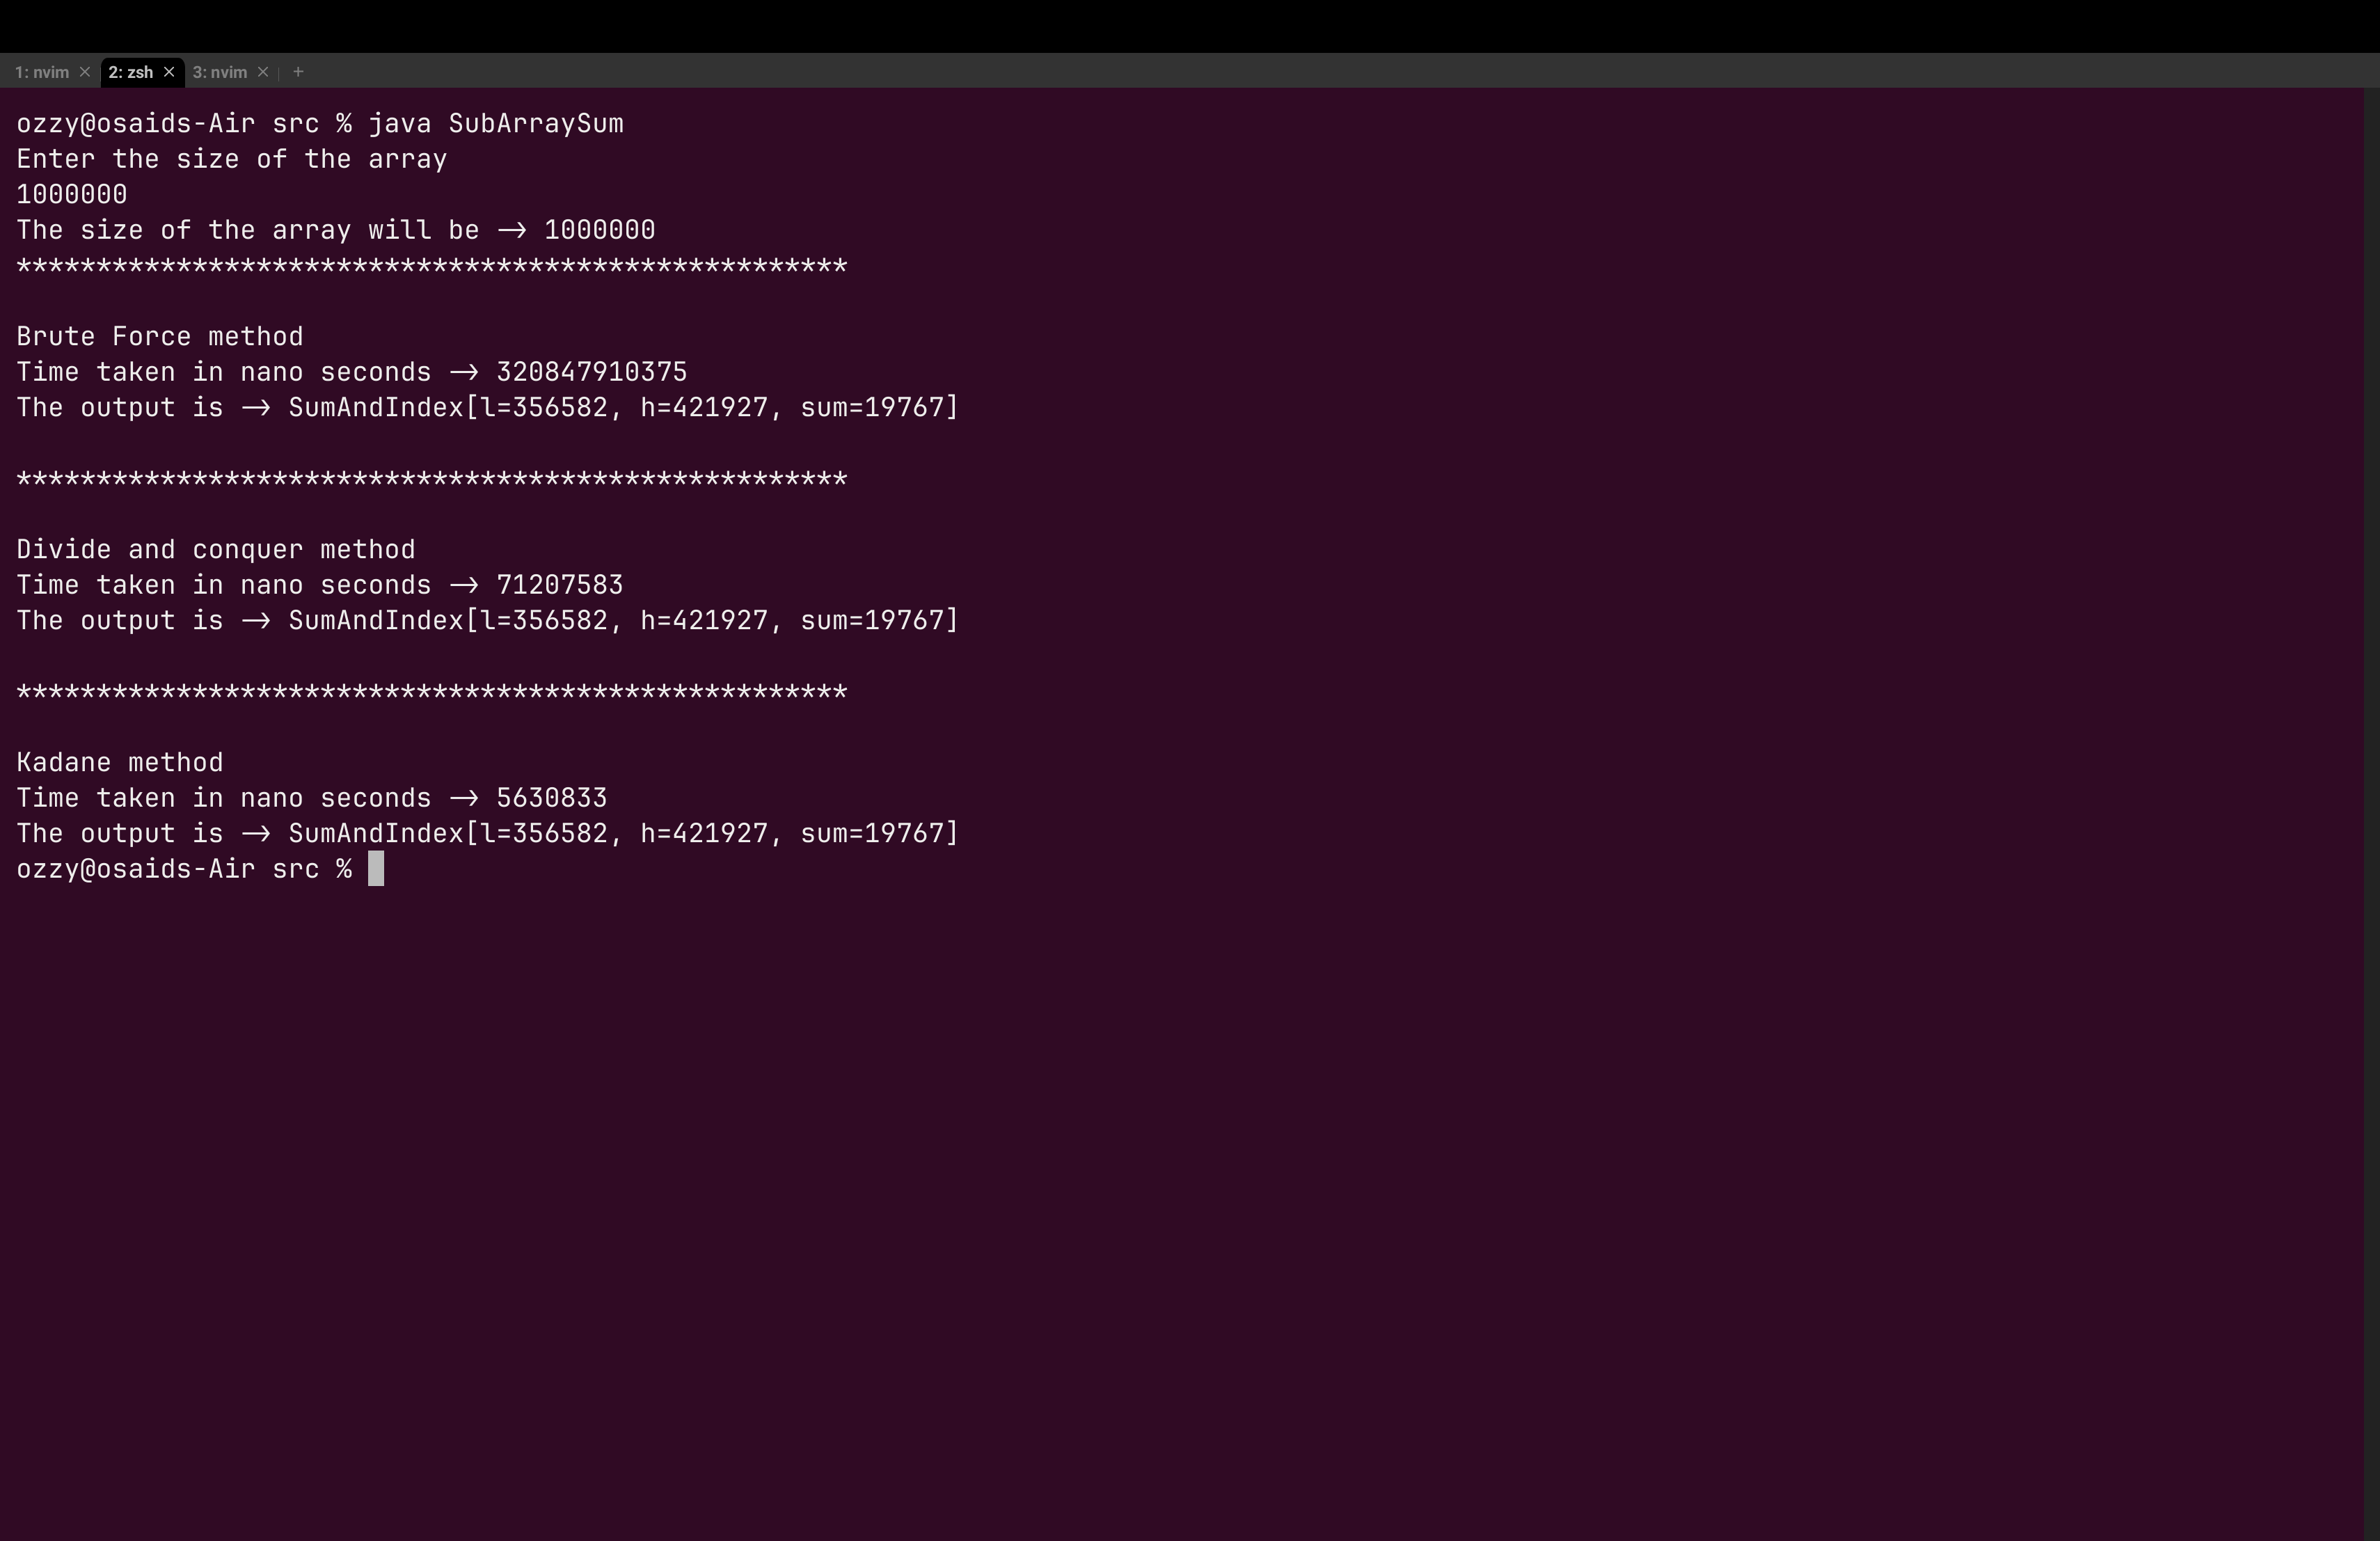 1: nvim × 2: zsh × 3: nvim × +
ozzy@osaids-Air src % java SubArraySum
Enter the size of the array
1000000
The size of the array will be -> 1000000
****************************************************

Brute Force method
Time taken in nano seconds -> 320847910375
The output is -> SumAndIndex[l=356582, h=421927, sum=19767]

****************************************************

Divide and conquer method
Time taken in nano seconds -> 71207583
The output is -> SumAndIndex[l=356582, h=421927, sum=19767]

****************************************************

Kadane method
Time taken in nano seconds -> 5630833
The output is -> SumAndIndex[l=356582, h=421927, sum=19767]
ozzy@osaids-Air src %